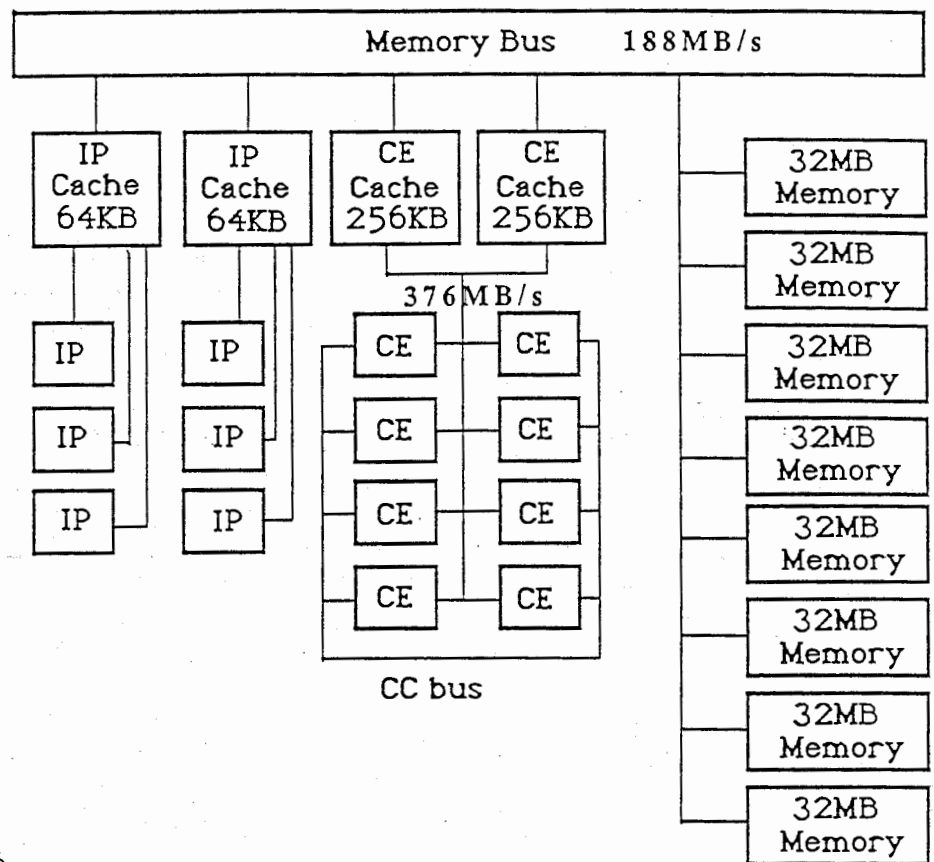 Memory Bus 188MB/s
IP
Cache
64KB
IP
Cache
64KB
CE
Cache
256KB
CE
Cache
256KB
376MB/s
IP
IP
IP
IP
IP
IP
CE
CE
CE
CE
CE
CE
CE
CE
CC bus
32MB
Memory
32MB
Memory
32MB
Memory
32MB
Memory
32MB
Memory
32MB
Memory
32MB
Memory
32MB
Memory